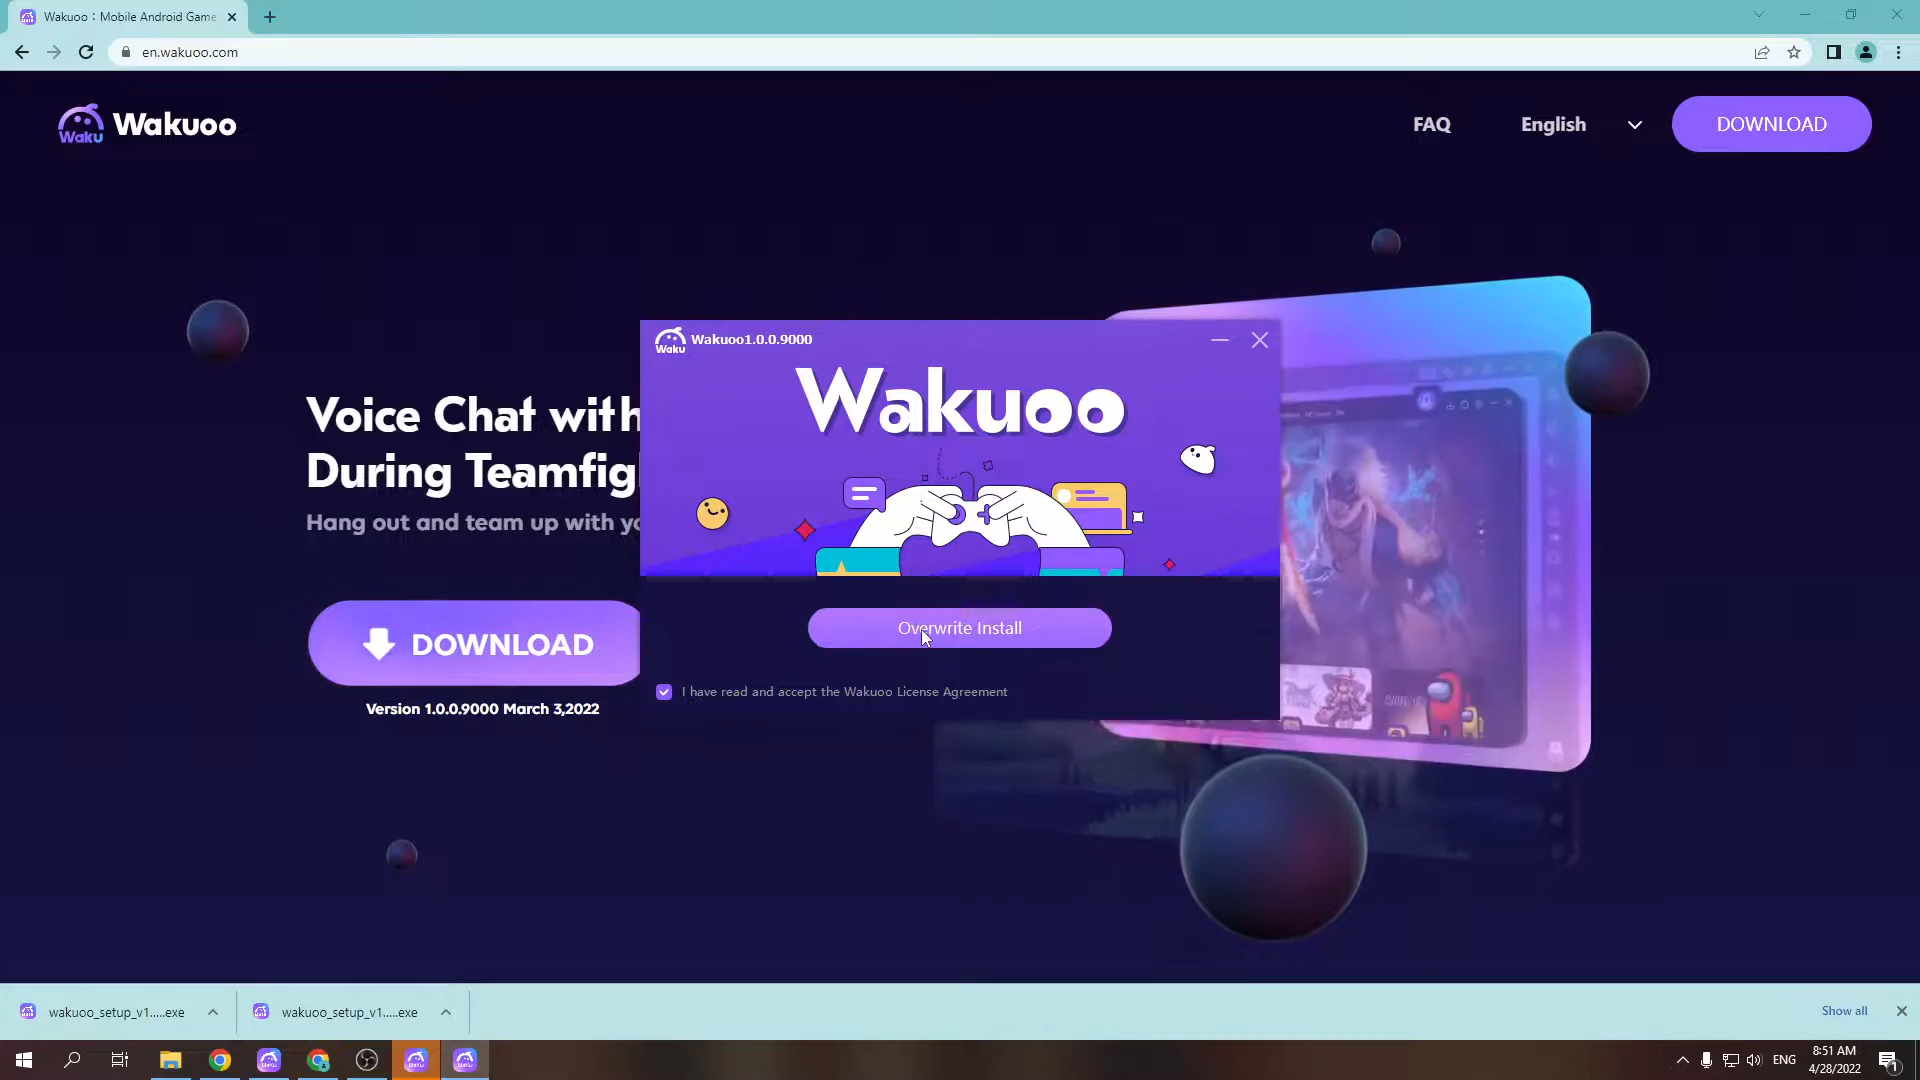 Wakuoo：Mobile Android Game
en.wakuoo.com
Waku
Wakuoo
FAQ
English
DOWNLOAD
Voice Chat with
During Teamfig
Hang out and team up with yo
DOWNLOAD
Version 1.0.0.9000 March 3,2022
Waku
Wakuoo1.0.0.9000
Wakuoo
Overwrite Install
I have read and accept the Wakuoo License Agreement
wakuoo_setup_v1.....exe
wakuoo_setup_v1.....exe
Show all
ENG
8:51 AM
4/28/2022
1